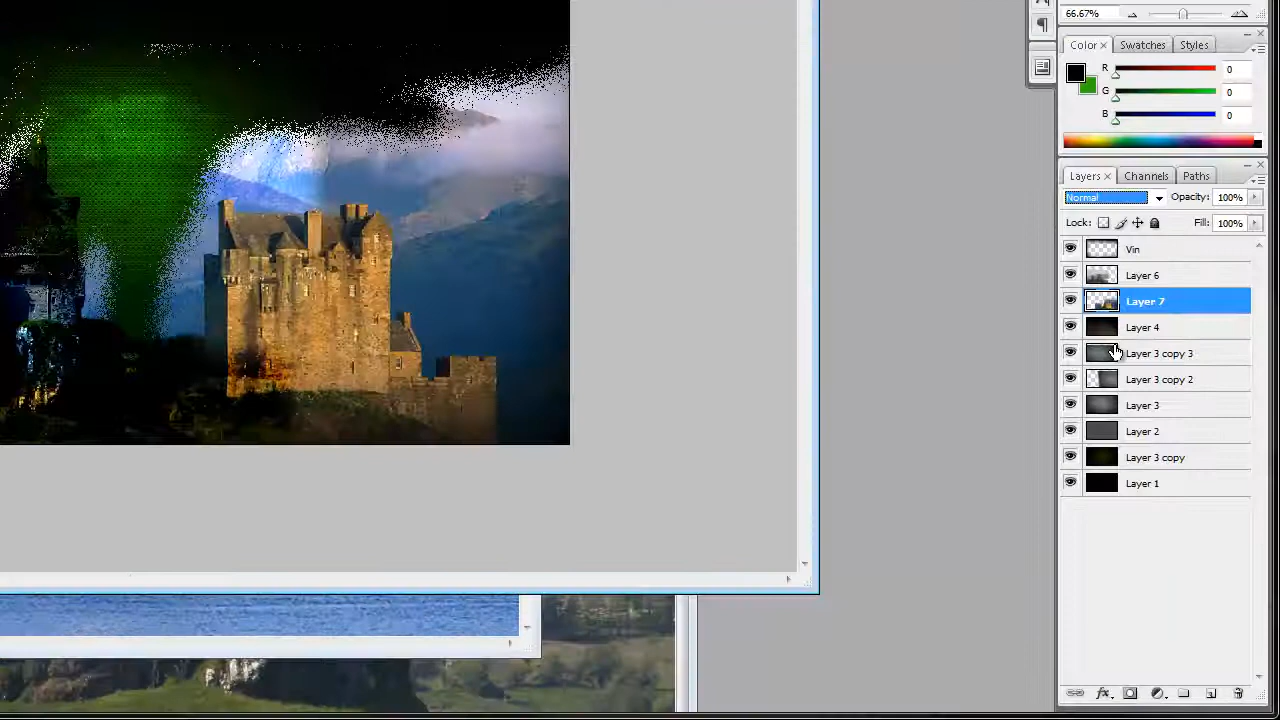 66.67%
Color× Swatches Styles
R 0
G 0
B 0
Layers× Channels Paths
Normal Opacity: 100%
Lock: Fill: 100%
Vin
Layer 6
Layer 7
Layer 4
Layer 3 copy 3
Layer 3 copy 2
Layer 3
Layer 2
Layer 3 copy
Layer 1
fx